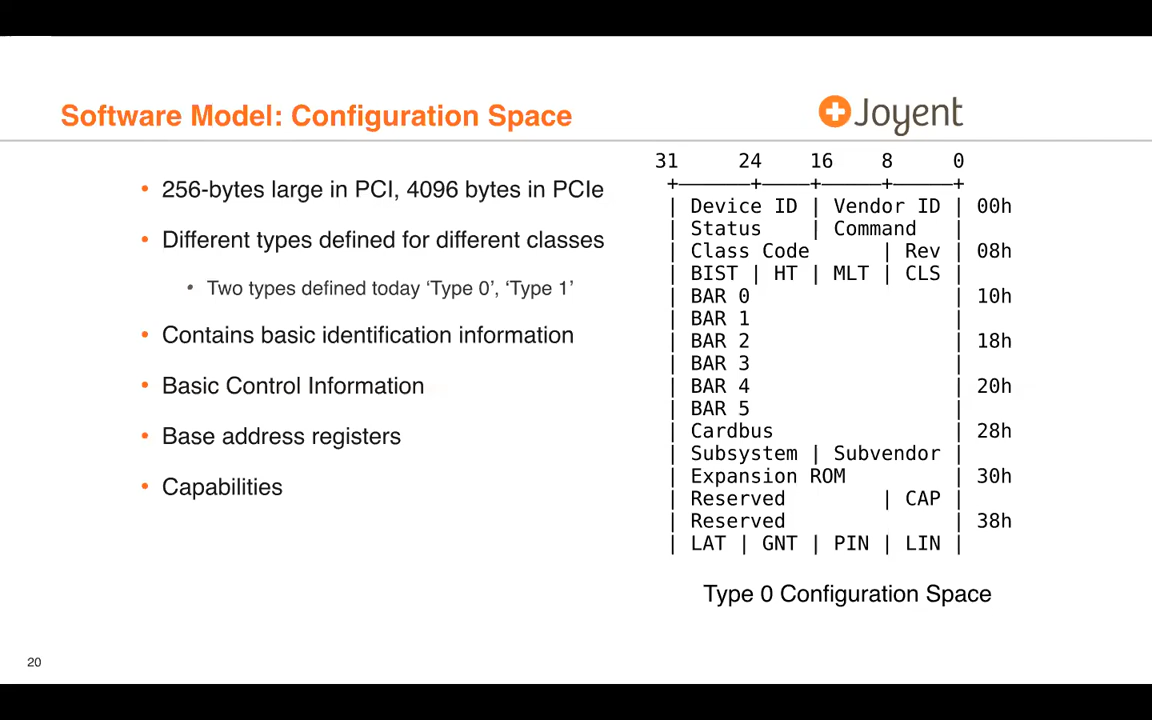 Software Model: Configuration Space
Joyent
• 256-bytes large in PCI, 4096 bytes in PCIe
• Different types defined for different classes
• Two types defined today ‘Type 0’, ‘Type 1’
• Contains basic identification information
• Basic Control Information
• Base address registers
• Capabilities
31 24 16 8 0
+———————+————+—————+—————+
| Device ID | Vendor ID | 00h
| Status | Command |
| Class Code | Rev | 08h
| BIST | HT | MLT | CLS |
| BAR 0 | 10h
| BAR 1 |
| BAR 2 | 18h
| BAR 3 |
| BAR 4 | 20h
| BAR 5 |
| Cardbus | 28h
| Subsystem | Subvendor |
| Expansion ROM | 30h
| Reserved | CAP |
| Reserved | 38h
| LAT | GNT | PIN | LIN |
Type 0 Configuration Space
20